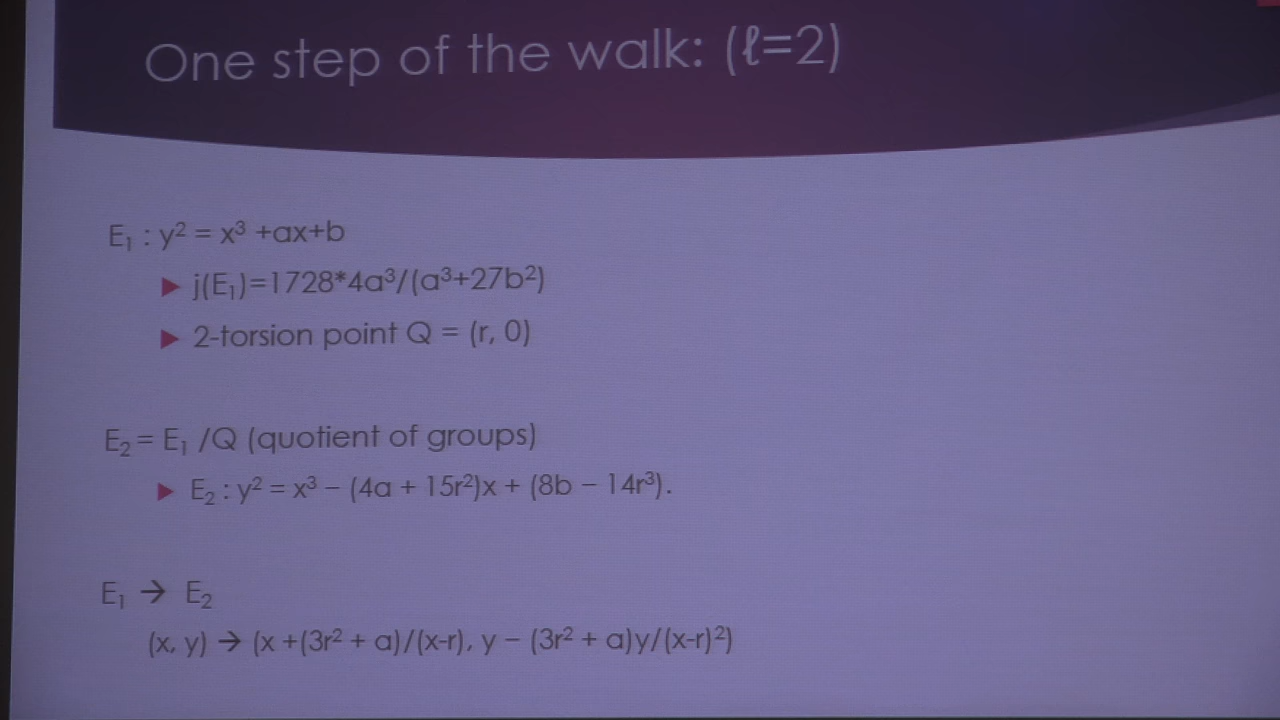 One step of the walk: (ℓ=2)
E₁ : y² = x³ +ax+b
▶ j(E₁)=1728*4a³/(a³+27b²)
▶ 2-torsion point Q = (r, 0)
E₂ = E₁ /Q (quotient of groups)
▶ E₂ : y² = x³ – (4a + 15r²)x + (8b – 14r³).
E₁ → E₂
(x, y) → (x +(3r² + a)/(x-r), y – (3r² + a)y/(x-r)²)